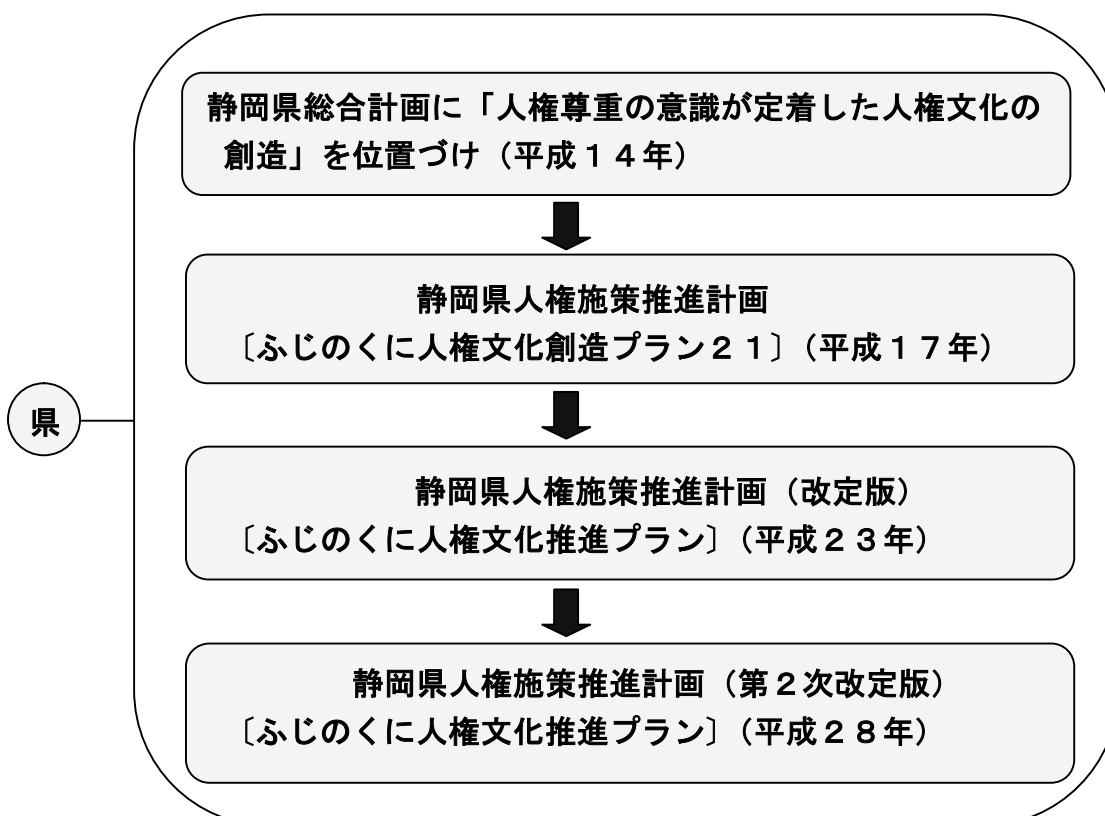 静岡県総合計画に「人権尊重の意識が定着した人権文化の
創造」を位置づけ（平成１４年）
静岡県人権施策推進計画
〔ふじのくに人権文化創造プラン２１〕（平成１７年）
県
静岡県人権施策推進計画（改定版）
〔ふじのくに人権文化推進プラン〕（平成２３年）
静岡県人権施策推進計画（第２次改定版）
〔ふじのくに人権文化推進プラン〕（平成２８年）